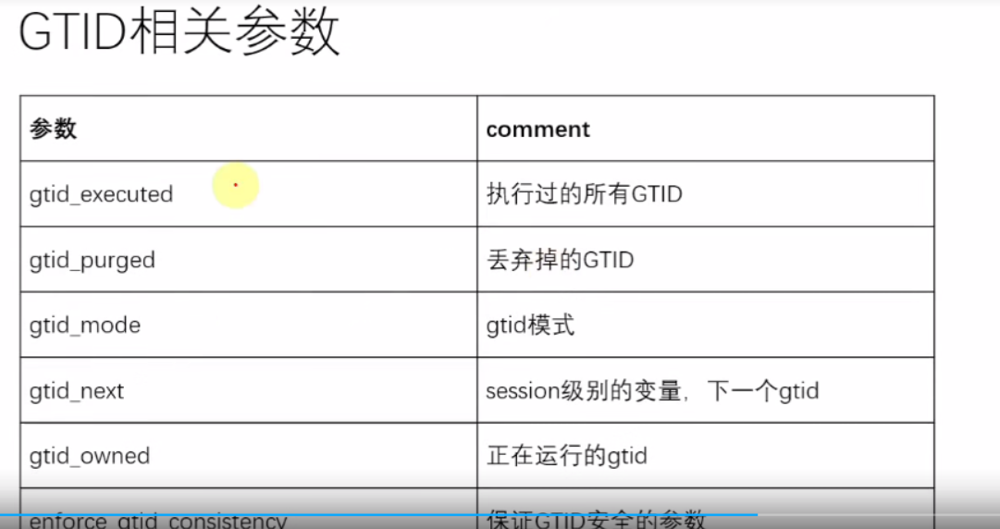 GTID相关参数
参数 comment
gtid_executed 执行过的所有GTID
gtid_purged 丢弃掉的GTID
gtid_mode gtid模式
gtid_next session级别的变量，下一个gtid
gtid_owned 正在运行的gtid
enforce_gtid_consistency 保证GTID安全的参数